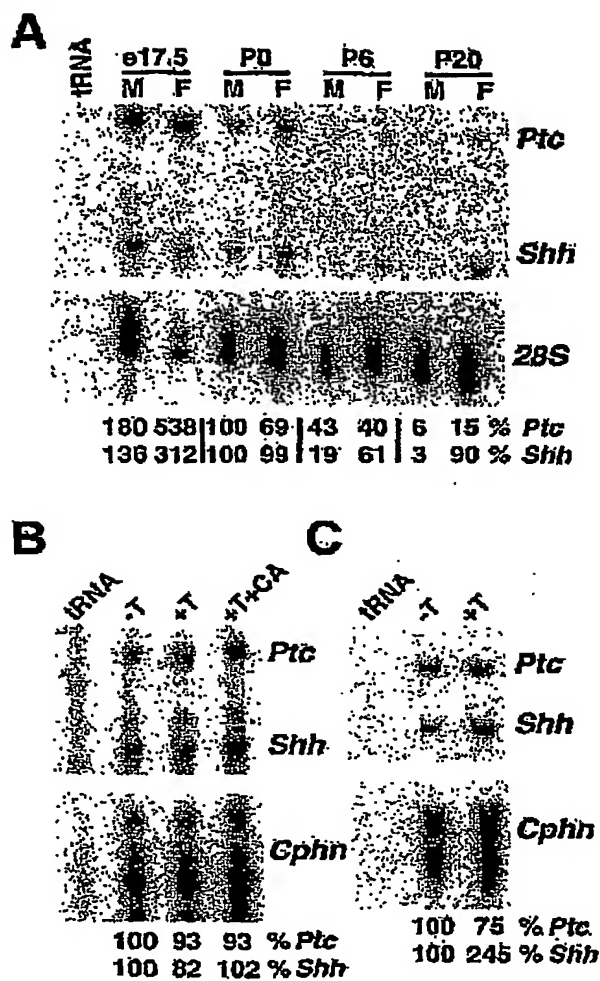 A
tRNA
e17.5 P0 P6 P20
M F M F M F M F
Ptc
Shh
28S
180 538 | 100 69 | 43 40 | 6 15 % Ptc
136 312 | 100 99 | 19 61 | 3 90 % Shh
B
tRNA -T +T +T+CA
Ptc
Shh
Cphn
100 93 93 % Ptc
100 82 102 % Shh
C
tRNA -T +T
Ptc
Shh
Cphn
100 75 % Ptc.
100 245 % Shh